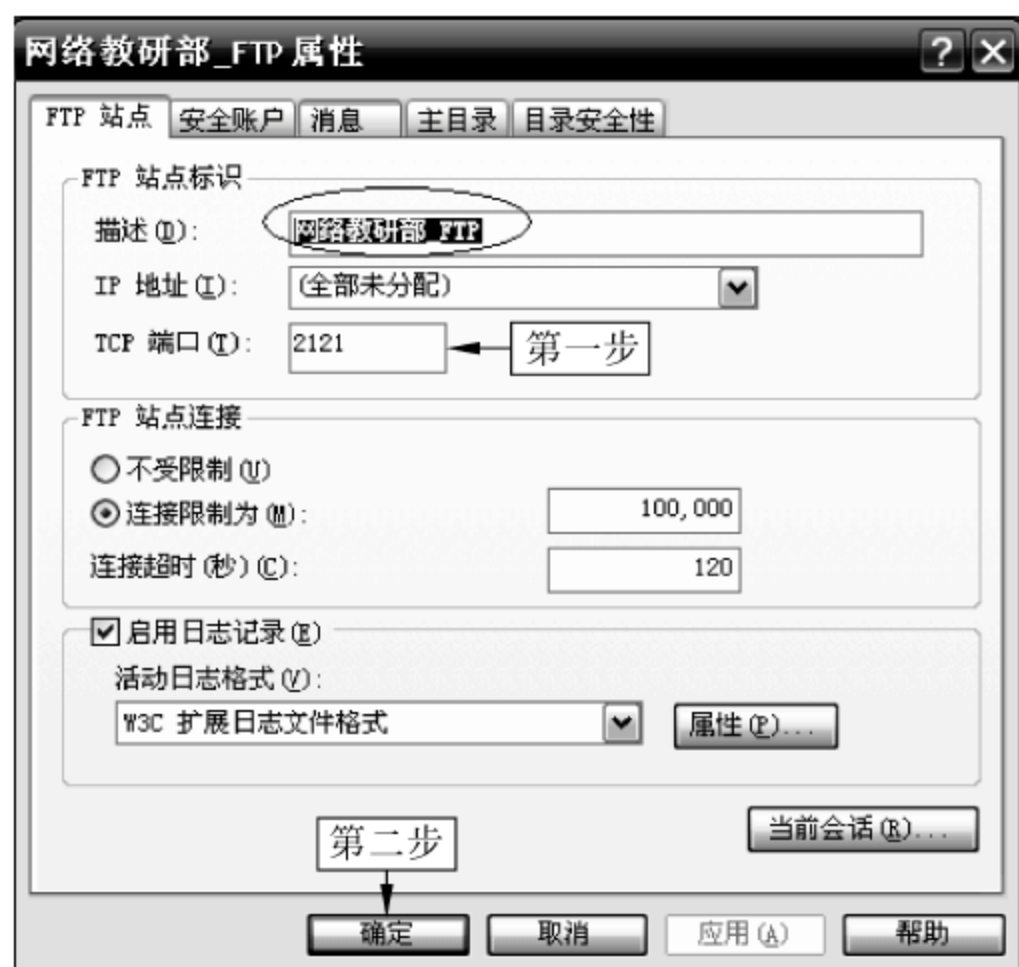 网络教研部_FTP 属性
FTP 站点 安全账户 消息 主目录 目录安全性
FTP 站点标识
描述(D): 网络教研部_FTP
IP 地址(I): (全部未分配)
TCP 端口(T): 2121 第一步
FTP 站点连接
不受限制(U)
连接限制为(M): 100,000
连接超时(秒)(C): 120
启用日志记录(E)
活动日志格式(V):
W3C 扩展日志文件格式 属性(P)...
当前会话(R)...
第二步
确定 取消 应用(A) 帮助